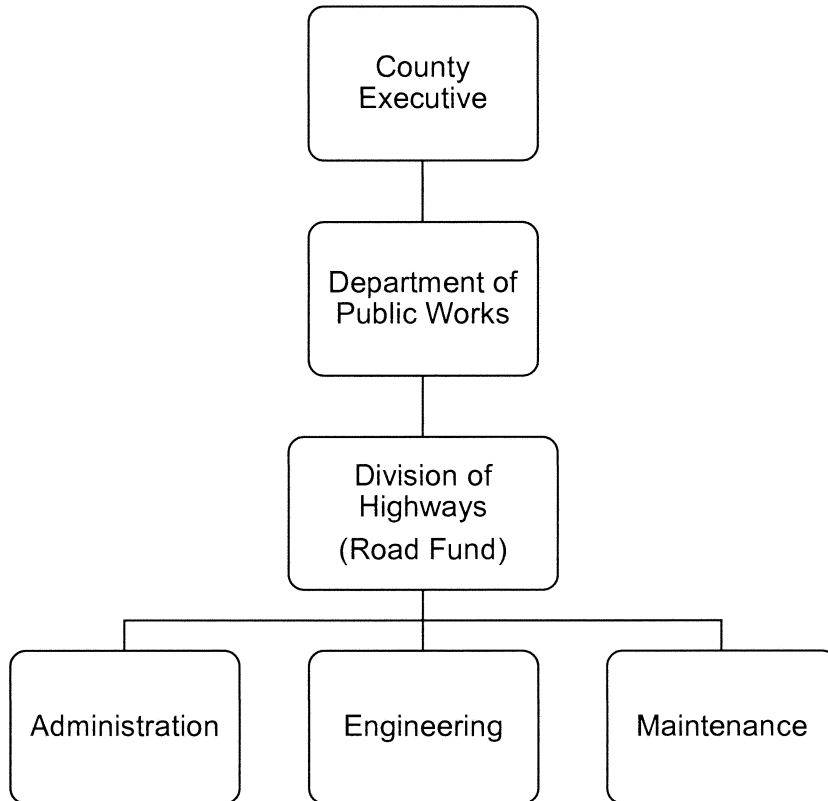 County
Executive
Department of
Public Works
Division of
Highways
(Road Fund)
Administration
Engineering
Maintenance